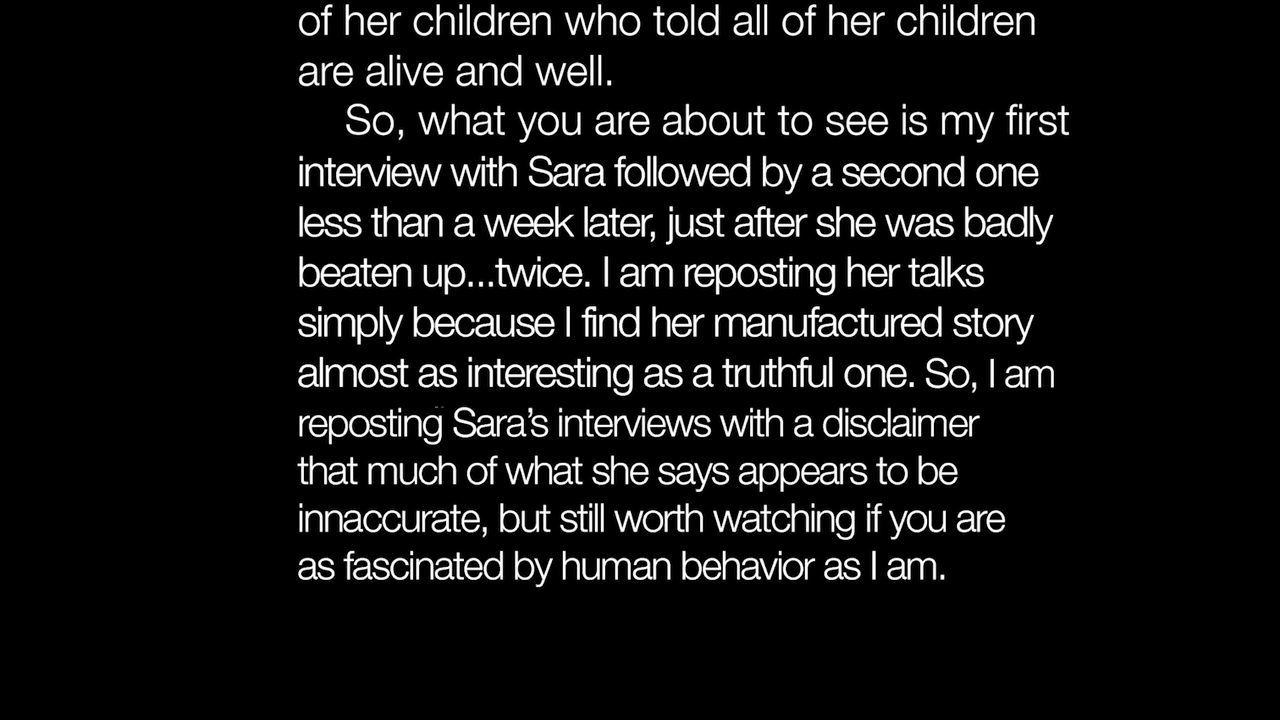 of her children who told all of her children
are alive and well.
So, what you are about to see is my first
interview with Sara followed by a second one
less than a week later, just after she was badly
beaten up...twice. I am reposting her talks
simply because I find her manufactured story
almost as interesting as a truthful one. So, I am
reposting Sara’s interviews with a disclaimer
that much of what she says appears to be
innaccurate, but still worth watching if you are
as fascinated by human behavior as I am.